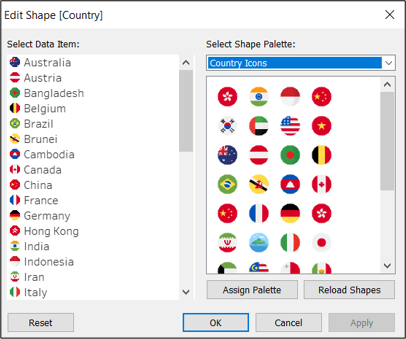 Edit Shape [Country]
Select Data Item:
Australia
Austria
Bangladesh
Belgium
Brazil
Brunei
Cambodia
Canada
China
France
Germany
Hong Kong
India
Indonesia
Iran
Italy
Select Shape Palette:
Country Icons
Assign Palette
Reload Shapes
Reset
OK
Cancel
Apply